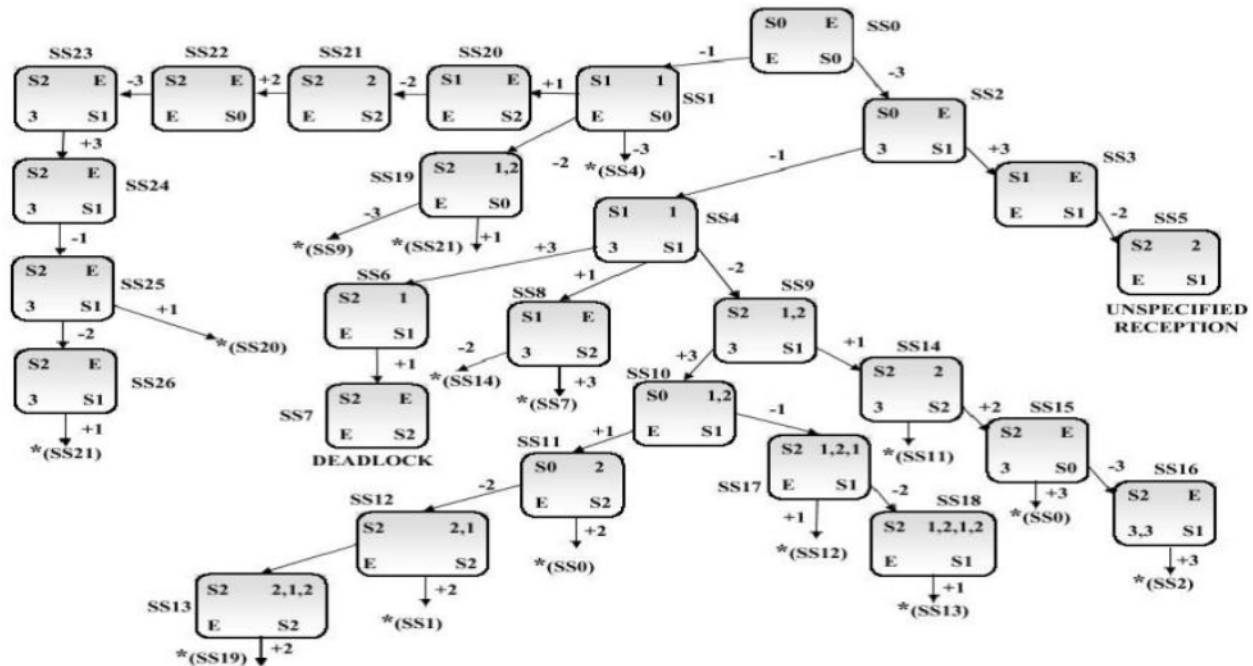 SS0
S0 E
E S0
-1
-3
SS23
S2 E
3 S1
-3
SS22
S2 E
E S0
+2
SS21
S2 2
E S2
-2
SS20
S1 E
E S2
+1
SS1
S1 1
E S0
-2
-3
*(SS4)
SS2
S0 E
3 S1
-1
+3
SS3
S1 E
E S1
-2
SS5
S2 2
E S1
UNSPECIFIED
RECEPTION
+3
SS24
S2 E
3 S1
-1
SS25
S2 E
3 S1
+1
*(SS20)
-2
SS26
S2 E
3 S1
+1
*(SS21)
SS19
S2 1,2
E S0
-3
*(SS9)
+1
*(SS21)
SS4
S1 1
3 S1
+3
+1
-2
SS6
S2 1
E S1
+1
SS7
S2 E
E S2
DEADLOCK
SS8
S1 E
3 S2
-2
*(SS14)
+3
*(SS7)
SS9
S2 1,2
3 S1
+3
+1
SS10
S0 1,2
E S1
+1
-1
SS14
S2 2
3 S2
*(SS11)
+2
SS15
S2 E
3 S0
+3
*(SS0)
-3
SS16
S2 E
3,3 S1
+3
*(SS2)
SS11
S0 2
E S2
-2
+2
*(SS0)
SS17
S2 1,2,1
E S1
+1
*(SS12)
-2
SS18
S2 1,2,1,2
E S1
+1
*(SS13)
SS12
S2 2,1
E S2
+2
*(SS1)
SS13
S2 2,1,2
E S2
+2
*(SS19)